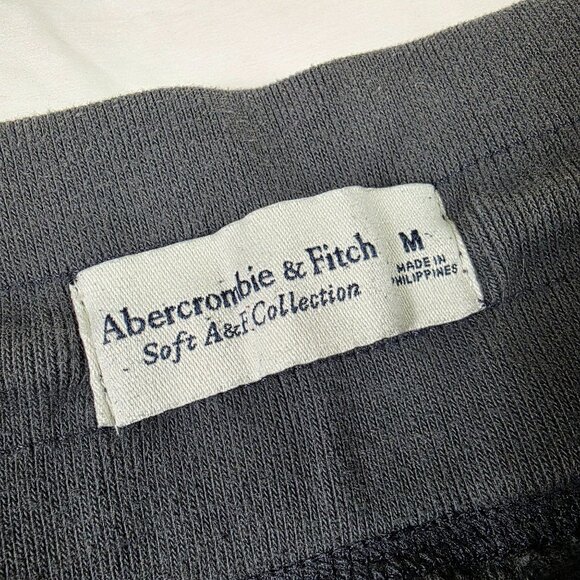 Abercrombie & Fitch
Soft A&F Collection
M
MADE IN
PHILIPPINES